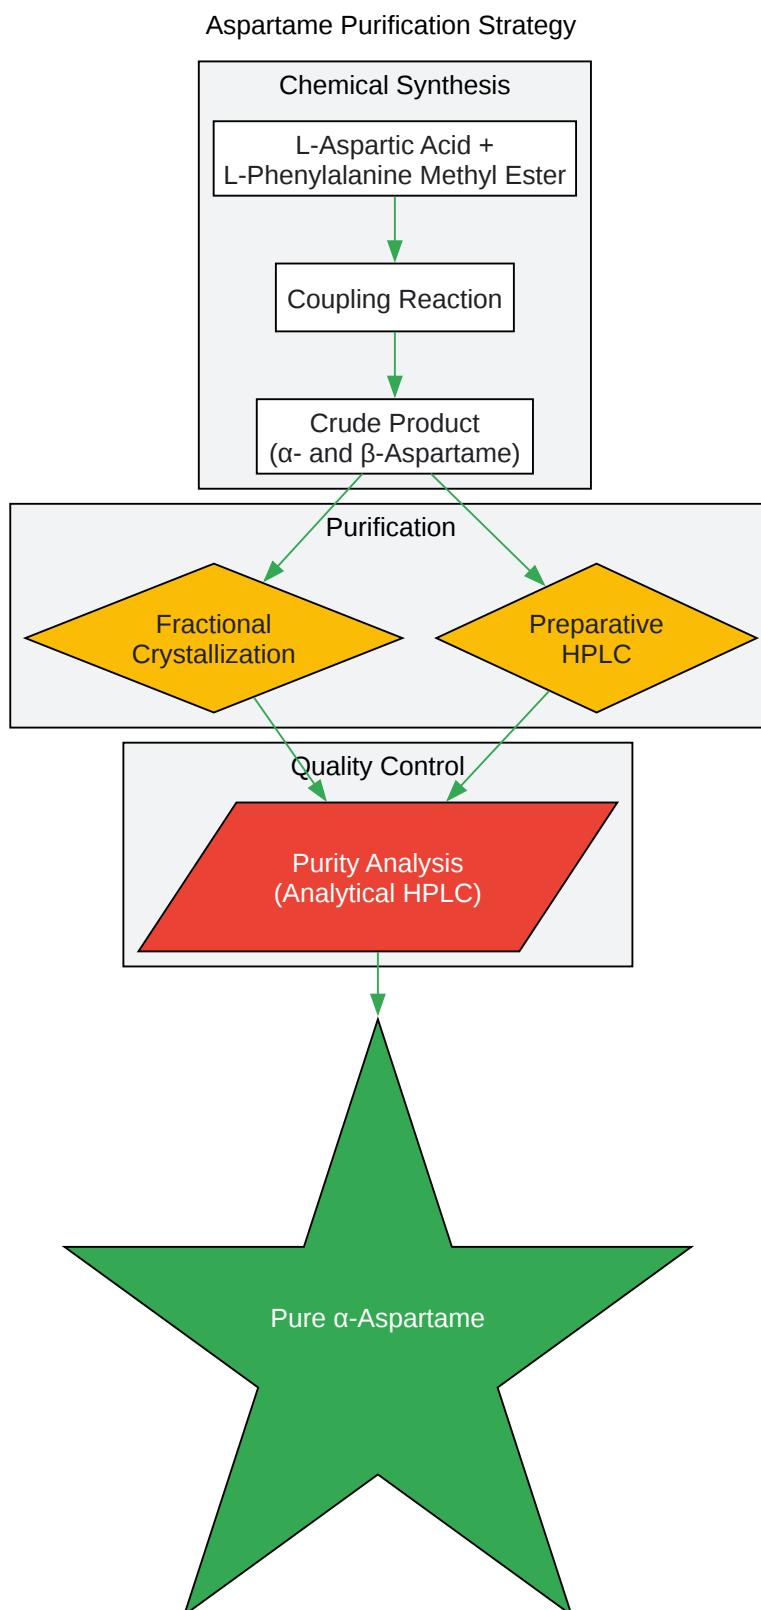 Aspartame Purification Strategy
Chemical Synthesis
L-Aspartic Acid +
L-Phenylalanine Methyl Ester
Coupling Reaction
Crude Product
(α- and β-Aspartame)
Purification
Fractional
Crystallization
Preparative
HPLC
Quality Control
Purity Analysis
(Analytical HPLC)
Pure α-Aspartame